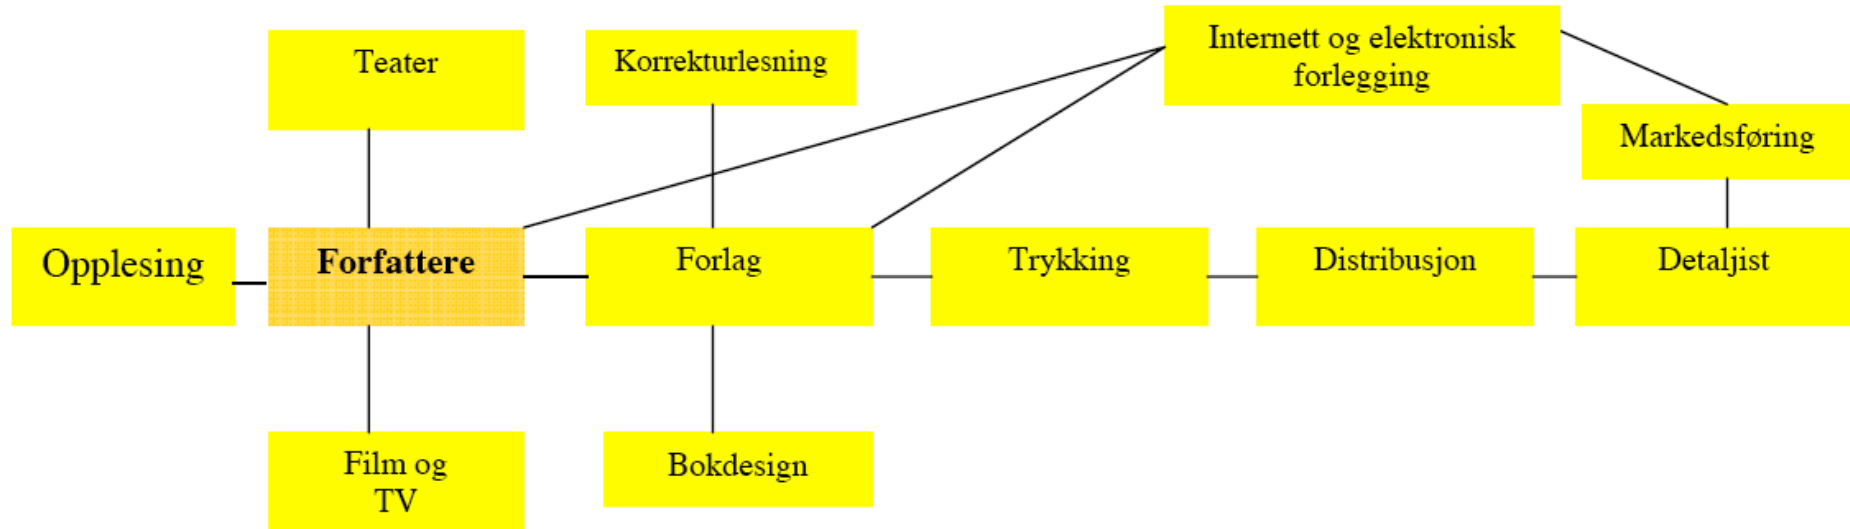 Teater
Korrekturlesning
Internett og elektronisk
forlegging
Markedsføring
Opplesing
Forfattere
Forlag
Trykking
Distribusjon
Detaljist
Film og
TV
Bokdesign